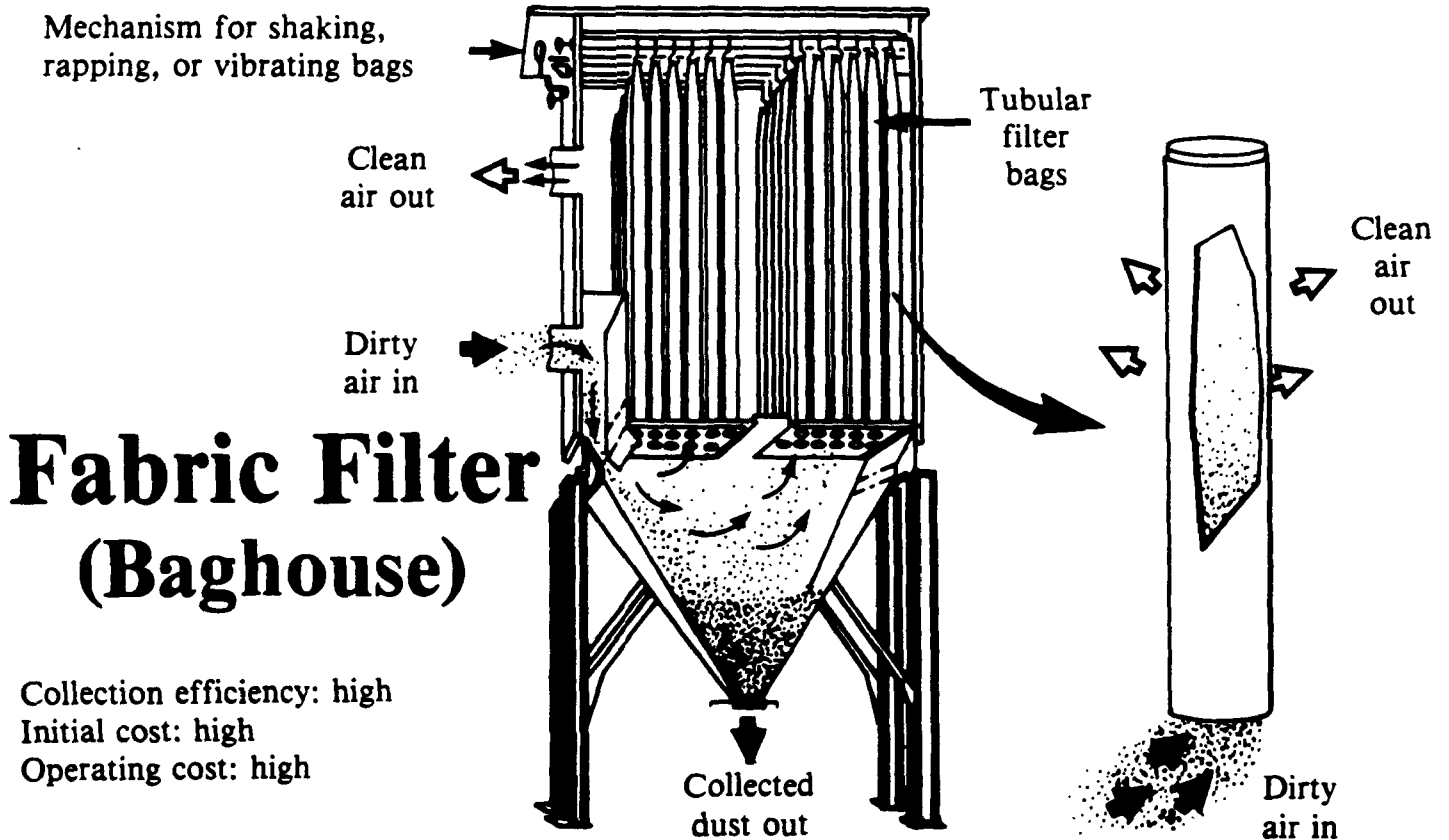 Mechanism for shaking,
rapping, or vibrating bags
Clean
air out
Tubular
filter
bags
Clean
air
out
Dirty
air in
Fabric Filter
(Baghouse)
Collection efficiency: high
Initial cost: high
Operating cost: high
Collected
dust out
Dirty
air in